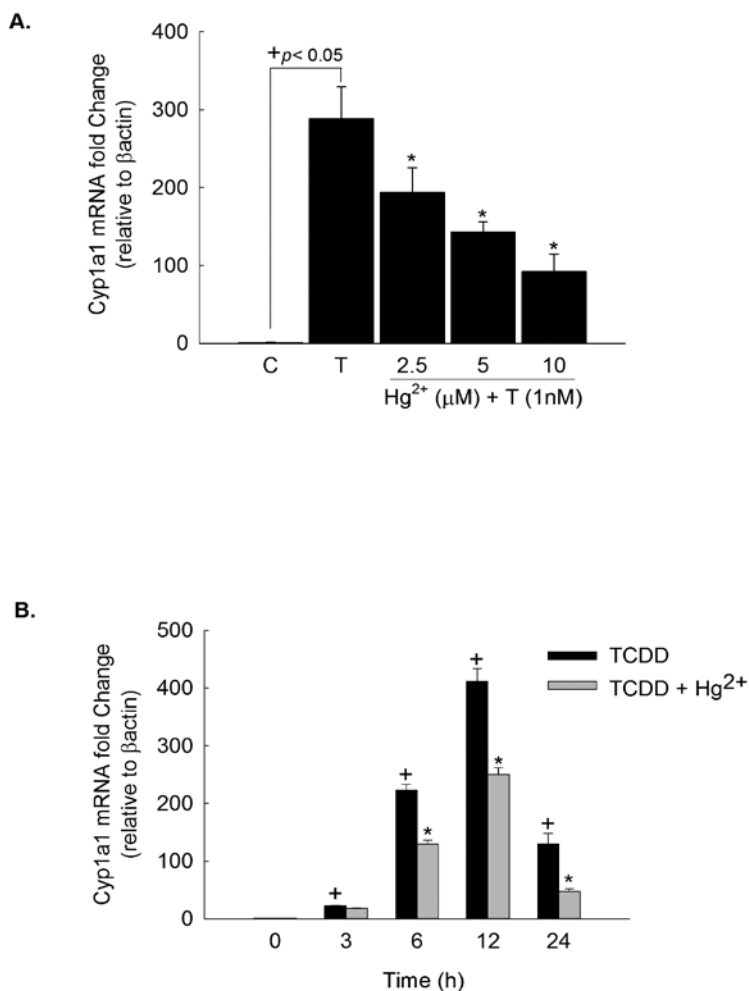 A.
Cyp1a1 mRNA fold Change
(relative to βactin)
400
300
200
100
0
+p< 0.05
*
*
*
C T 2.5 5 10
Hg²⁺ (μM) + T (1nM)
B.
Cyp1a1 mRNA fold Change
(relative to βactin)
500
400
300
200
100
0
+
+ *
+ *
+ *
TCDD
TCDD + Hg²⁺
0 3 6 12 24
Time (h)